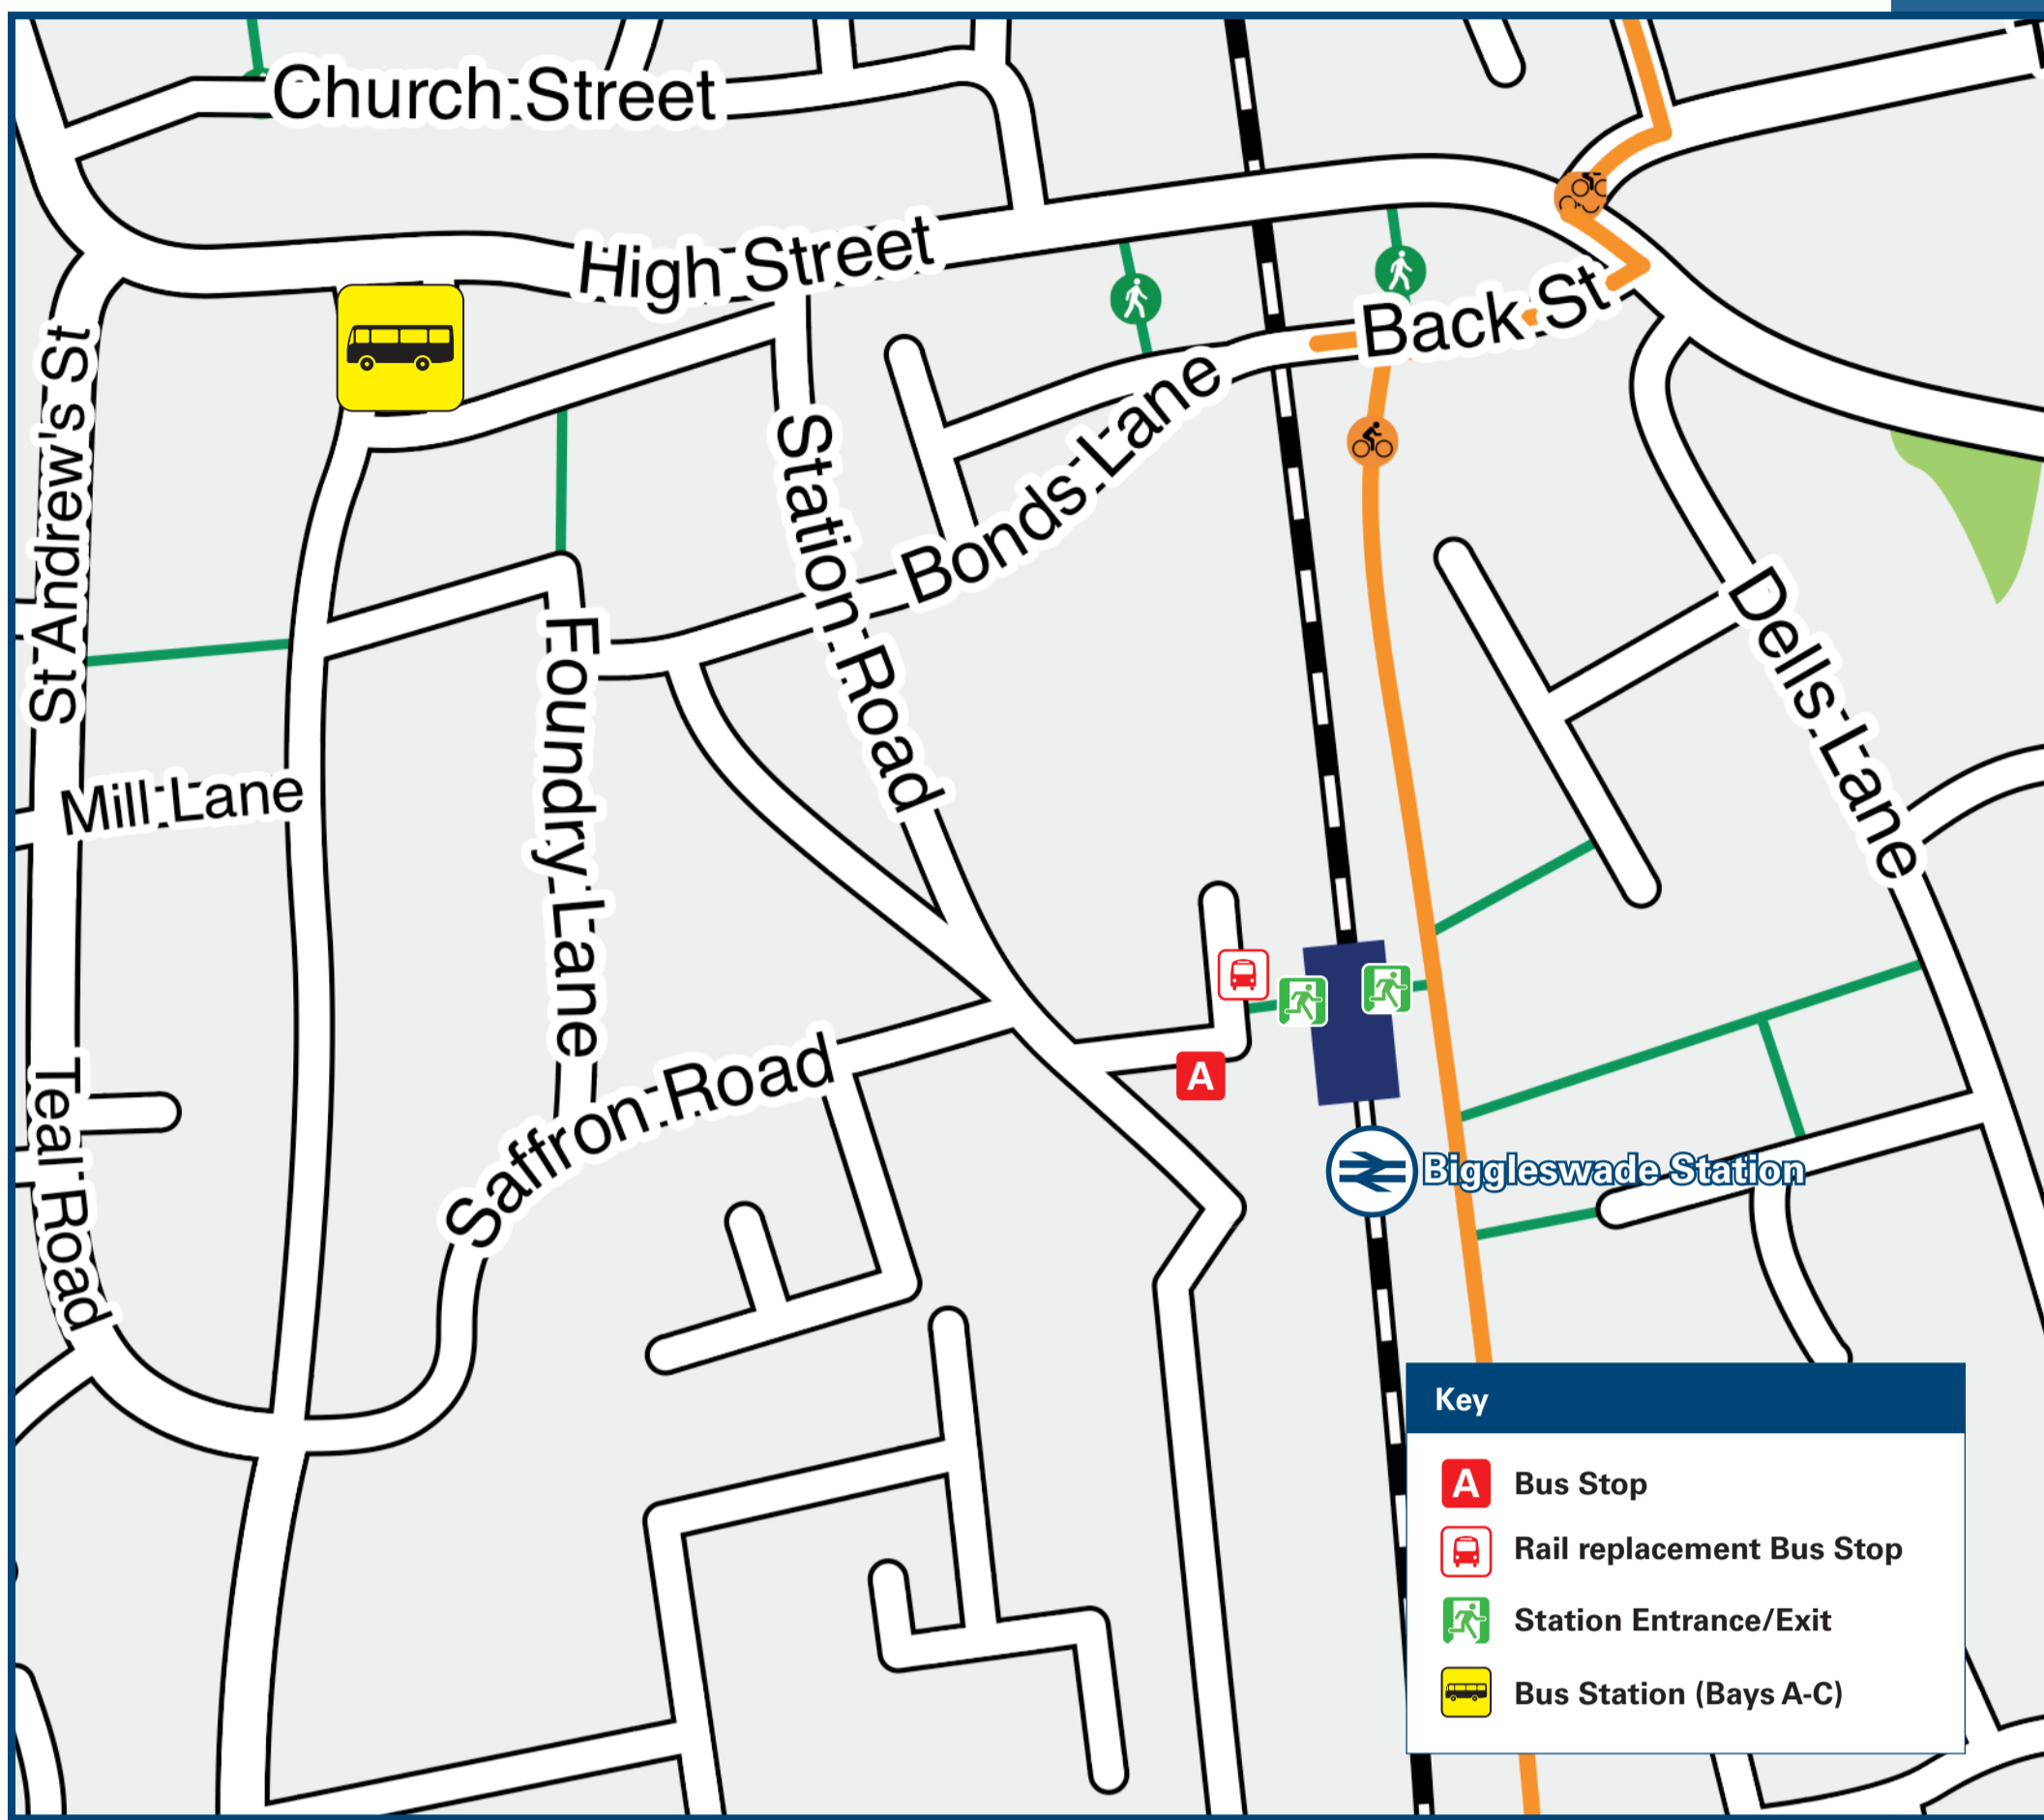 Church Street
High Street
Back St
St Andrew's St
Station Road
Bonds Lane
Dells Lane
Foundry Lane
Mill Lane
A
Saffron Road
Teal Road
Biggleswade Station
Key
A Bus Stop
Rail replacement Bus Stop
Station Entrance/Exit
Bus Station (Bays A-C)